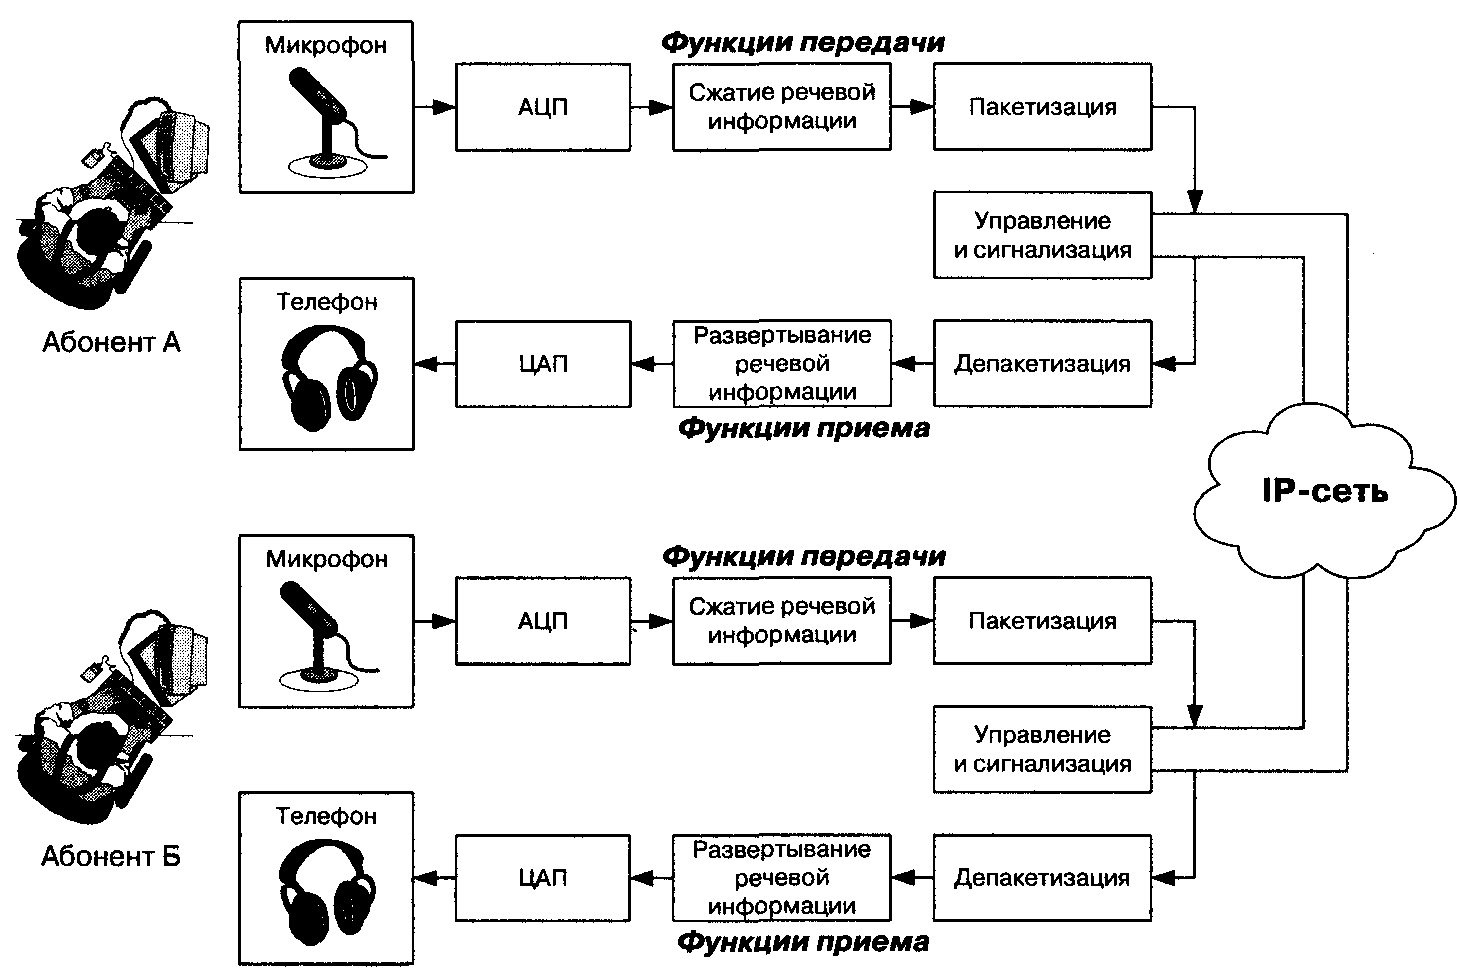 Функции передачи
Микрофон
АЦП
Сжатие речевой
информации
Пакетизация
Управление
и сигнализация
Абонент А
Телефон
ЦАП
Развертывание
речевой
информации
Депакетизация
Функции приема
IP-сеть
Функции передачи
Микрофон
АЦП
Сжатие речевой
информации
Пакетизация
Управление
и сигнализация
Абонент Б
Телефон
ЦАП
Развертывание
речевой
информации
Депакетизация
Функции приема